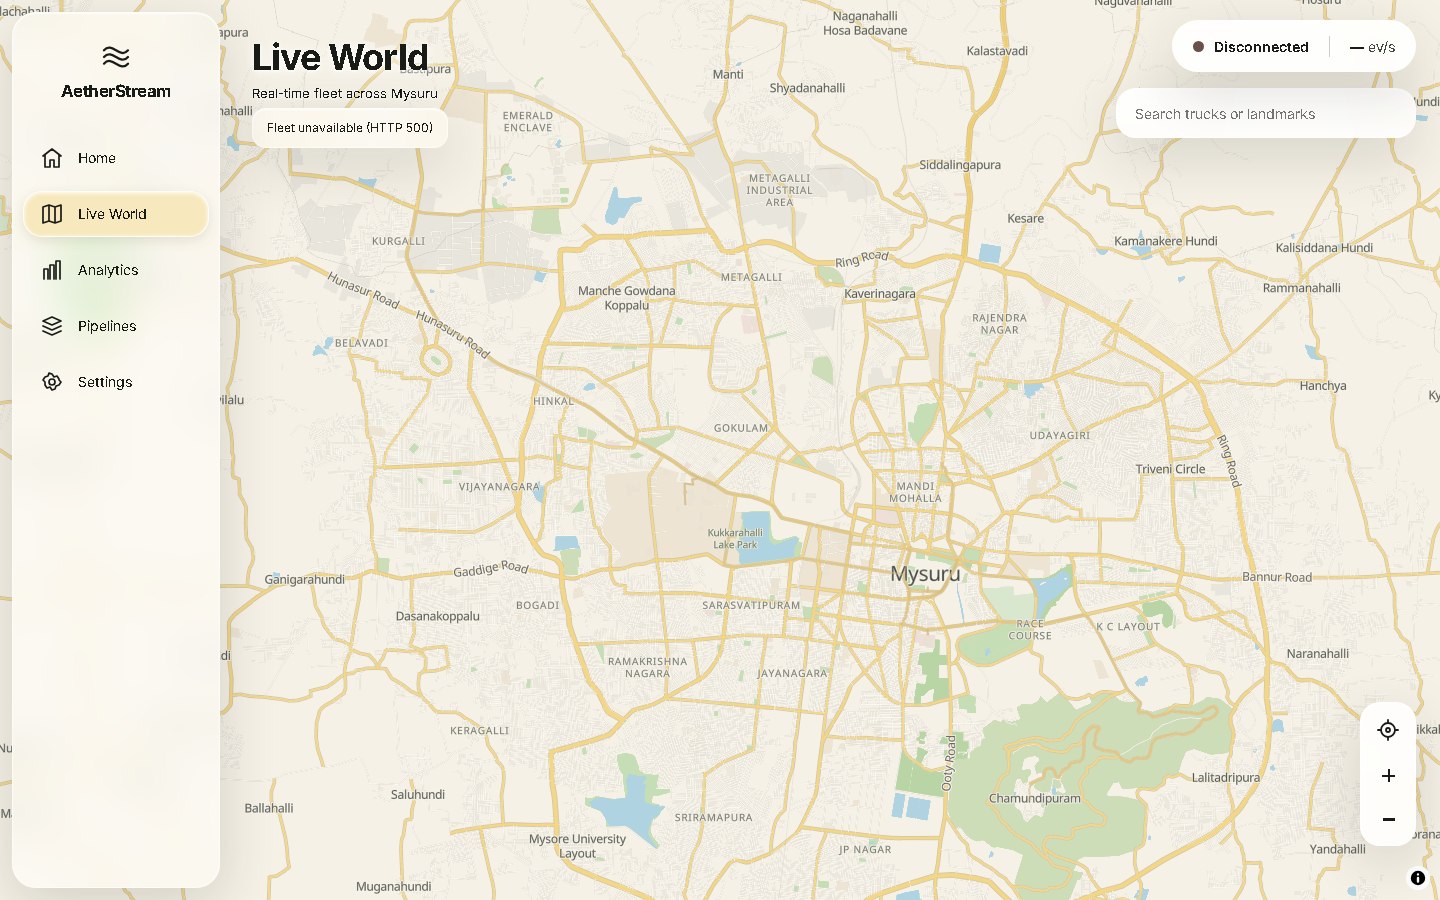 AetherStream
Home
Live World
Analytics
Pipelines
Settings
Live World
Real-time fleet across Mysuru
Fleet unavailable (HTTP 500)
Disconnected
— ev/s
Search trucks or landmarks
Naganahalli
Hosa Badavane
Kalastavadi
Manti
Shyadanahalli
EMERALD
ENCLAVE
Siddalingapura
METAGALLI
INDUSTRIAL
AREA
Kesare
KURGALLI
Kamanakere Hundi
Kalisiddana Hundi
Ring Road
METAGALLI
Hunasur Road
Manche Gowdana
Koppalu
Kaverinagara
Rammanahalli
RAJENDRA
NAGAR
Hunasuru Road
BELAVADI
Hanchya
HINKAL
GOKULAM
UDAYAGIRI
Ring Road
Triveni Circle
VIJAYANAGARA
MANDI
MOHALLA
Kukkarahalli
Lake Park
Mysuru
Gaddige Road
Ganigarahundi
Bannur Road
BOGADI
SARASVATIPURAM
Dasanakoppalu
RACE
COURSE
K C LAYOUT
Naranahalli
RAMAKRISHNA
NAGARA
JAYANAGARA
KERAGALLI
Ooty Road
Lalitadripura
Saluhundi
Chamundipuram
Ballahalli
SRIRAMAPURA
Mysore University
Layout
JP NAGAR
Yandahalli
Muganahundi